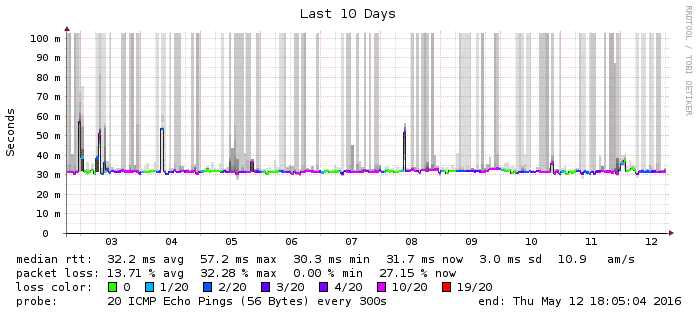 Last 10 Days
RRDTOOL / TOBI OETIKER
Seconds
100 m
90 m
80 m
70 m
60 m
50 m
40 m
30 m
20 m
10 m
0
03 04 05 06 07 08 09 10 11 12
median rtt: 32.2 ms avg 57.2 ms max 30.3 ms min 31.7 ms now 3.0 ms sd 10.9 am/s
packet loss: 13.71 % avg 32.28 % max 0.00 % min 27.15 % now
loss color: 0 1/20 2/20 3/20 4/20 10/20 19/20
probe: 20 ICMP Echo Pings (56 Bytes) every 300s end: Thu May 12 18:05:04 2016